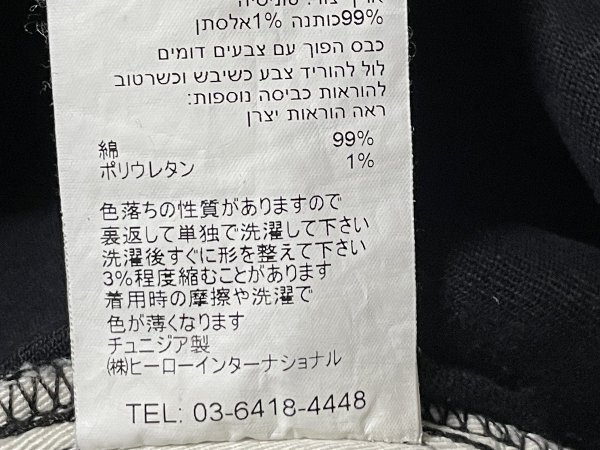 ארץ יצור: טוניסיה
99%כותנה 1%אלסתן
כבס הפוך עם צבעים דומים
לול להוריד צבע כשיבש וכשרטוב
להוראות כביסה נוספות:
ראה הוראות יצרן
綿 99%
ポリウレタン 1%
色落ちの性質がありますので
裏返して単独で洗濯して下さい
洗濯後すぐに形を整えて下さい
3%程度縮むことがあります
着用時の摩擦や洗濯で
色が薄くなります
チュニジア製
㈱ヒーローインターナショナル
TEL: 03-6418-4448